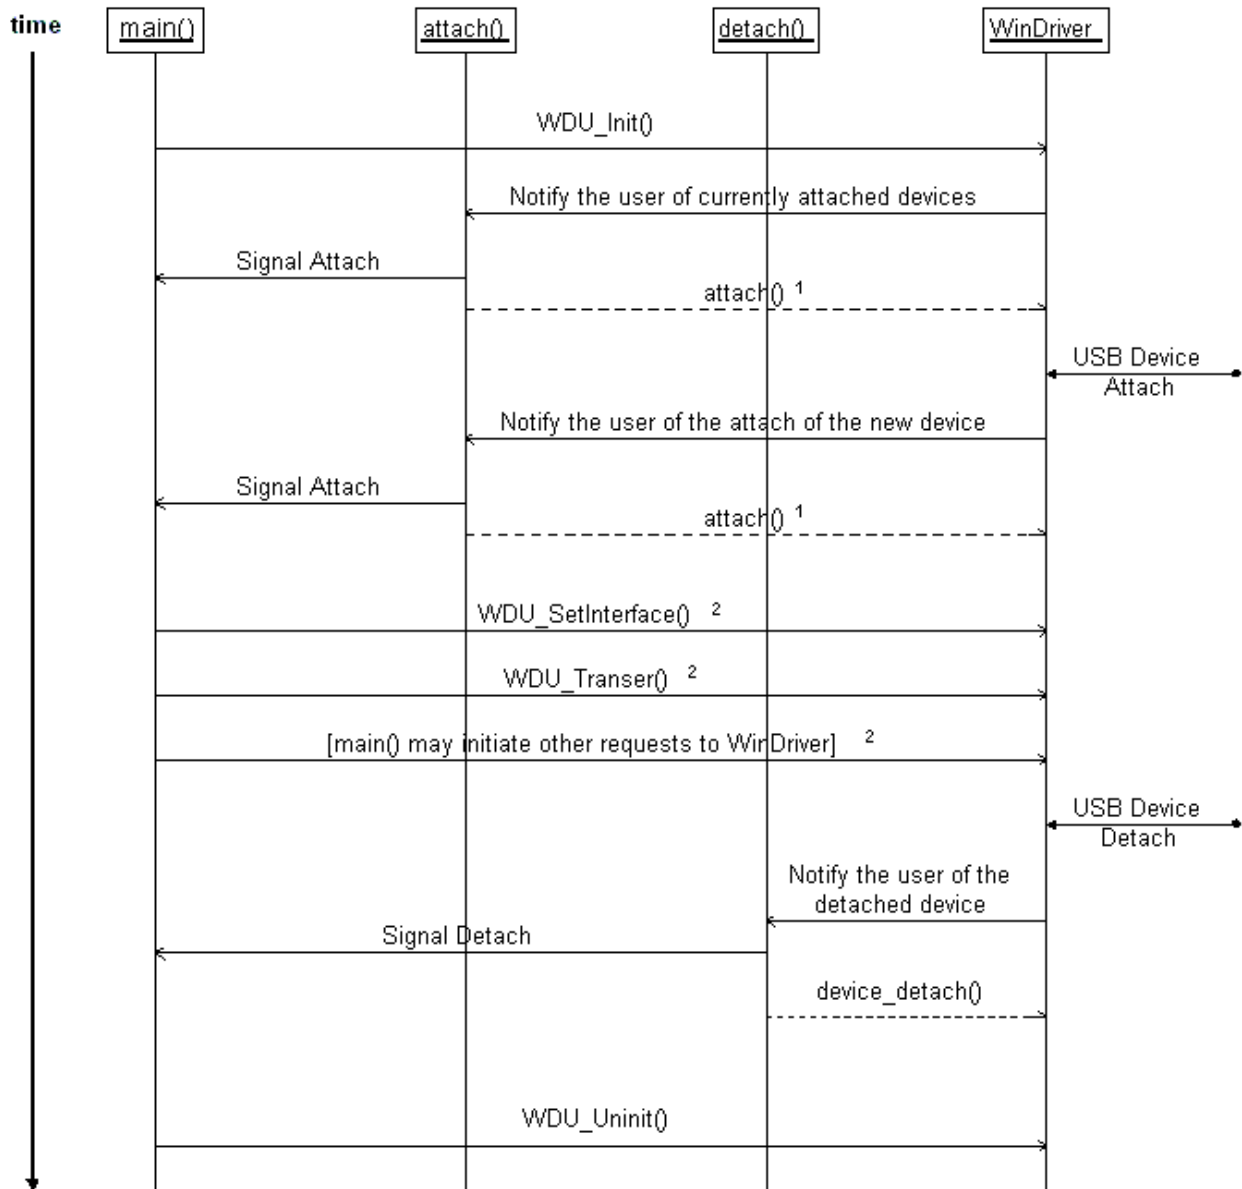 time
main()
attach()
detach()
WinDriver
WDU_Init()
Notify the user of currently attached devices
Signal Attach
attach() 1
USB Device
Attach
Notify the user of the attach of the new device
Signal Attach
attach() 1
WDU_SetInterface() 2
WDU_Transer() 2
[main() may initiate other requests to WinDriver] 2
USB Device
Detach
Notify the user of the
detached device
Signal Detach
device_detach()
WDU_Uninit()